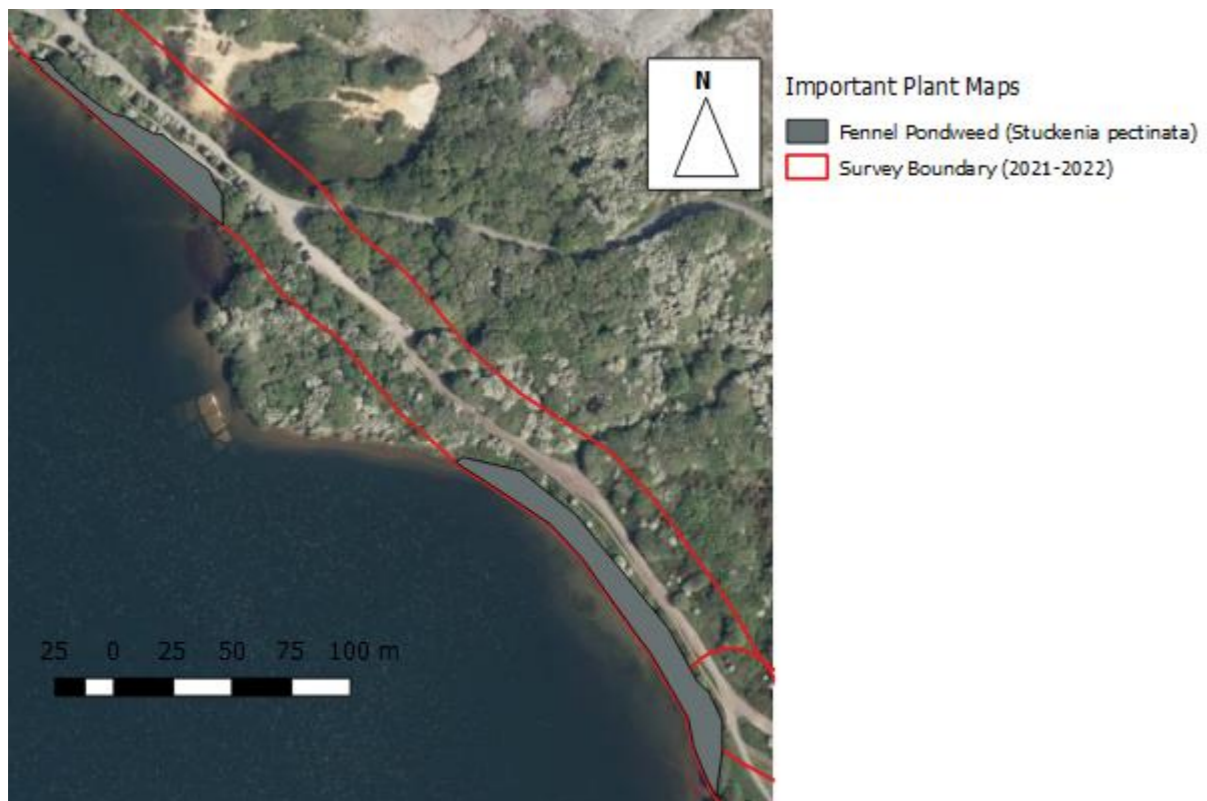 N
Important Plant Maps
Fennel Pondweed (Stuckenia pectinata)
Survey Boundary (2021-2022)
25 0 25 50 75 100 m